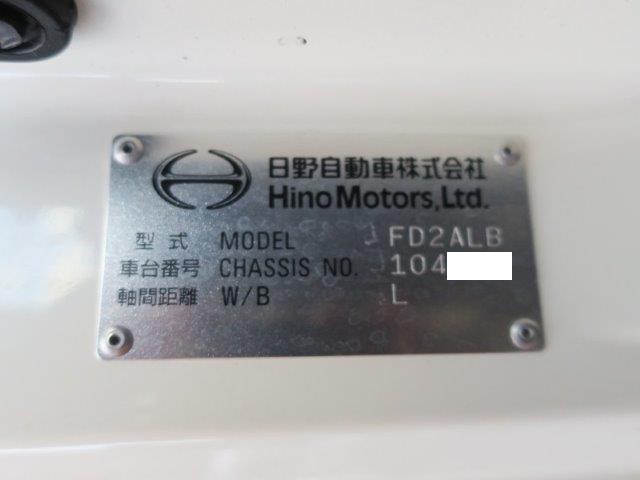 日野自動車株式会社
Hino Motors, Ltd.
型式 MODEL FD2ALB
車台番号 CHASSIS NO. 104
軸間距離 W/B L